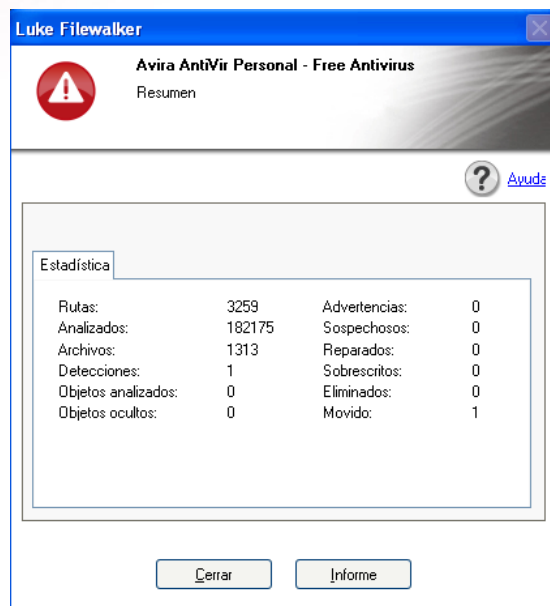 Luke Filewalker
Avira AntiVir Personal - Free Antivirus
Resumen
Ayuda
Estadística
Rutas: 3259 Advertencias: 0
Analizados: 182175 Sospechosos: 0
Archivos: 1313 Reparados: 0
Detecciones: 1 Sobrescritos: 0
Objetos analizados: 0 Eliminados: 0
Objetos ocultos: 0 Movido: 1
Cerrar Informe